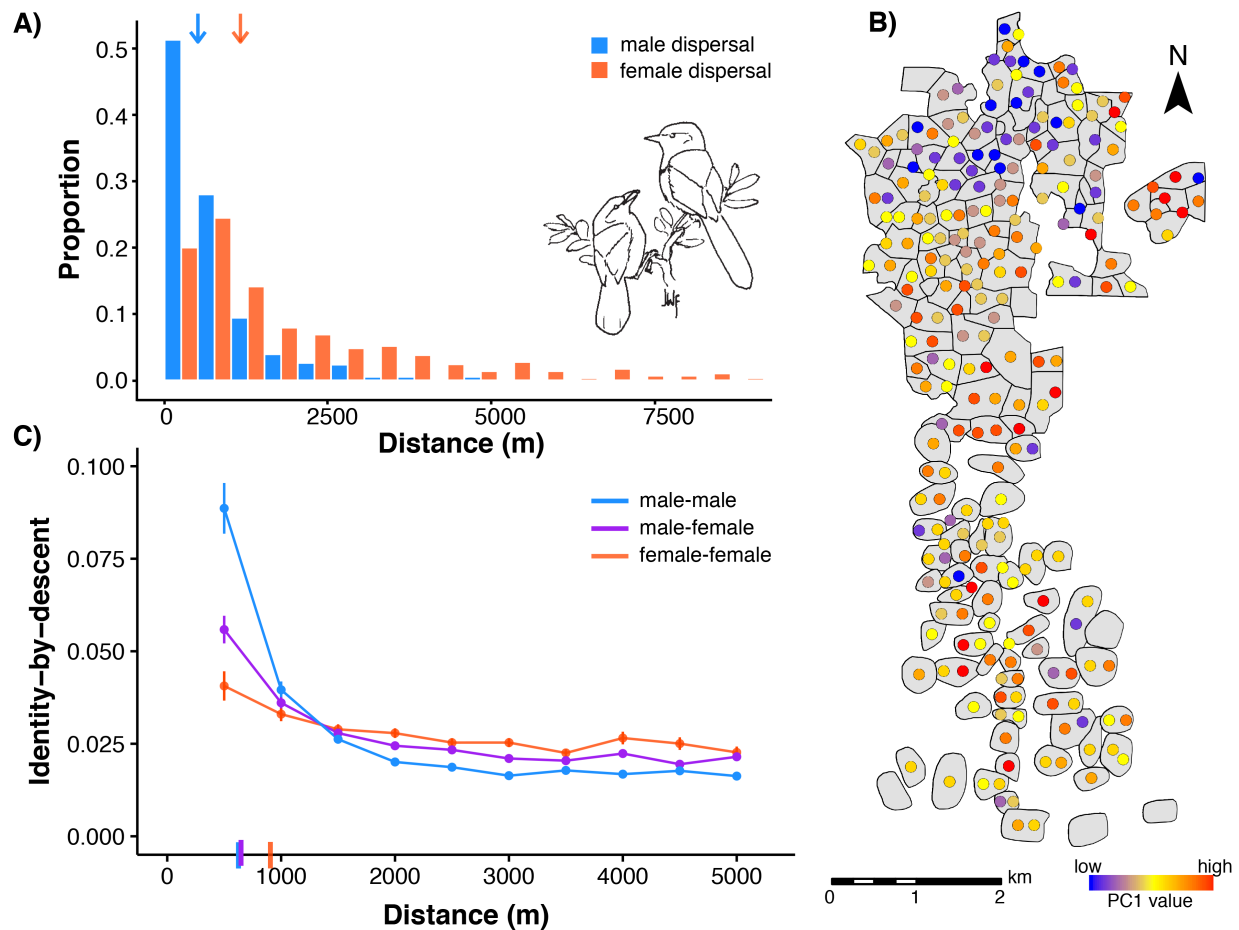 A)
male dispersal
female dispersal
Proportion
0.5
0.4
0.3
0.2
0.1
0.0
0 2500 5000 7500
Distance (m)
JWF
B)
N
0 1 2
km
low high
PC1 value
C)
male-male
male-female
female-female
Identity-by-descent
0.100
0.075
0.050
0.025
0.000
0 1000 2000 3000 4000 5000
Distance (m)